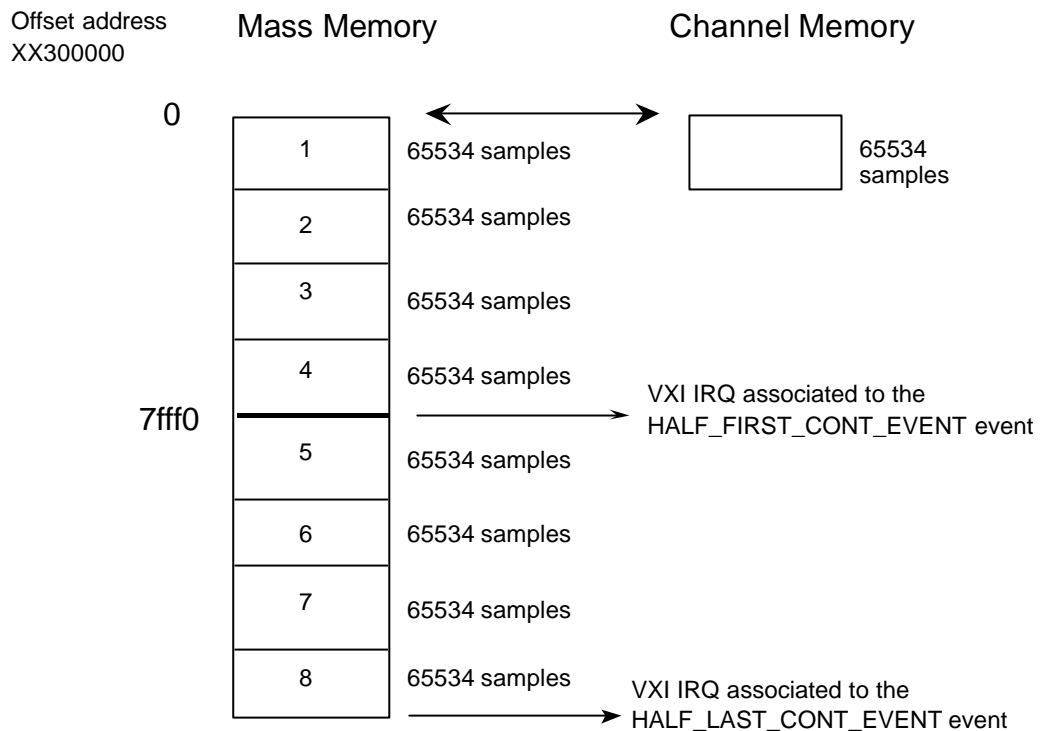 Offset address
XX300000
Mass Memory
Channel Memory
0
1
65534 samples
65534
samples
2
65534 samples
3
65534 samples
4
65534 samples
VXI IRQ associated to the
HALF_FIRST_CONT_EVENT event
7fff0
5
65534 samples
6
65534 samples
7
65534 samples
8
65534 samples
VXI IRQ associated to the
HALF_LAST_CONT_EVENT event